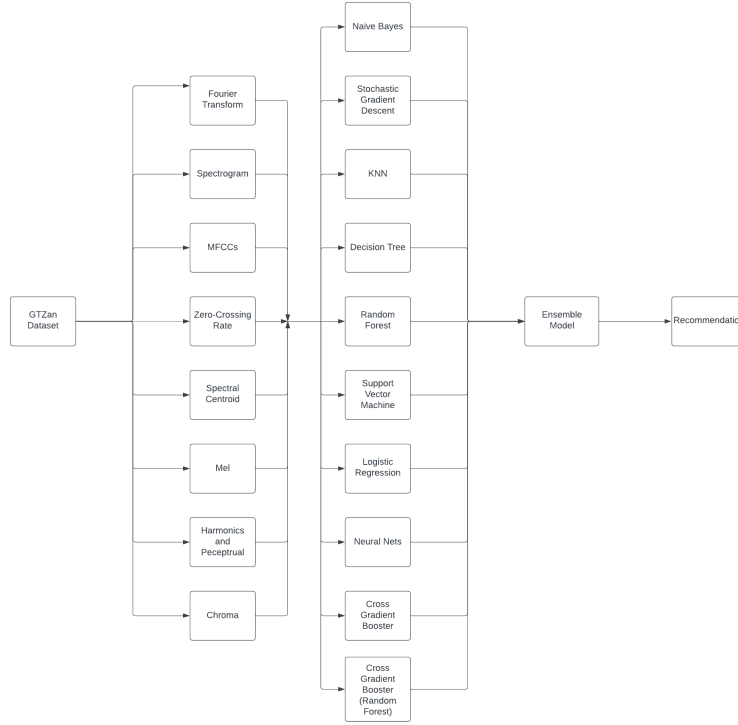 GTZan
Dataset
Fourier
Transform
Spectrogram
MFCCs
Zero-Crossing
Rate
Spectral
Centroid
Mel
Harmonics
and
Peceptrual
Chroma
Naive Bayes
Stochastic
Gradient
Descent
KNN
Decision Tree
Random
Forest
Support
Vector
Machine
Logistic
Regression
Neural Nets
Cross
Gradient
Booster
Cross
Gradient
Booster
(Random
Forest)
Ensemble
Model
Recommendatio